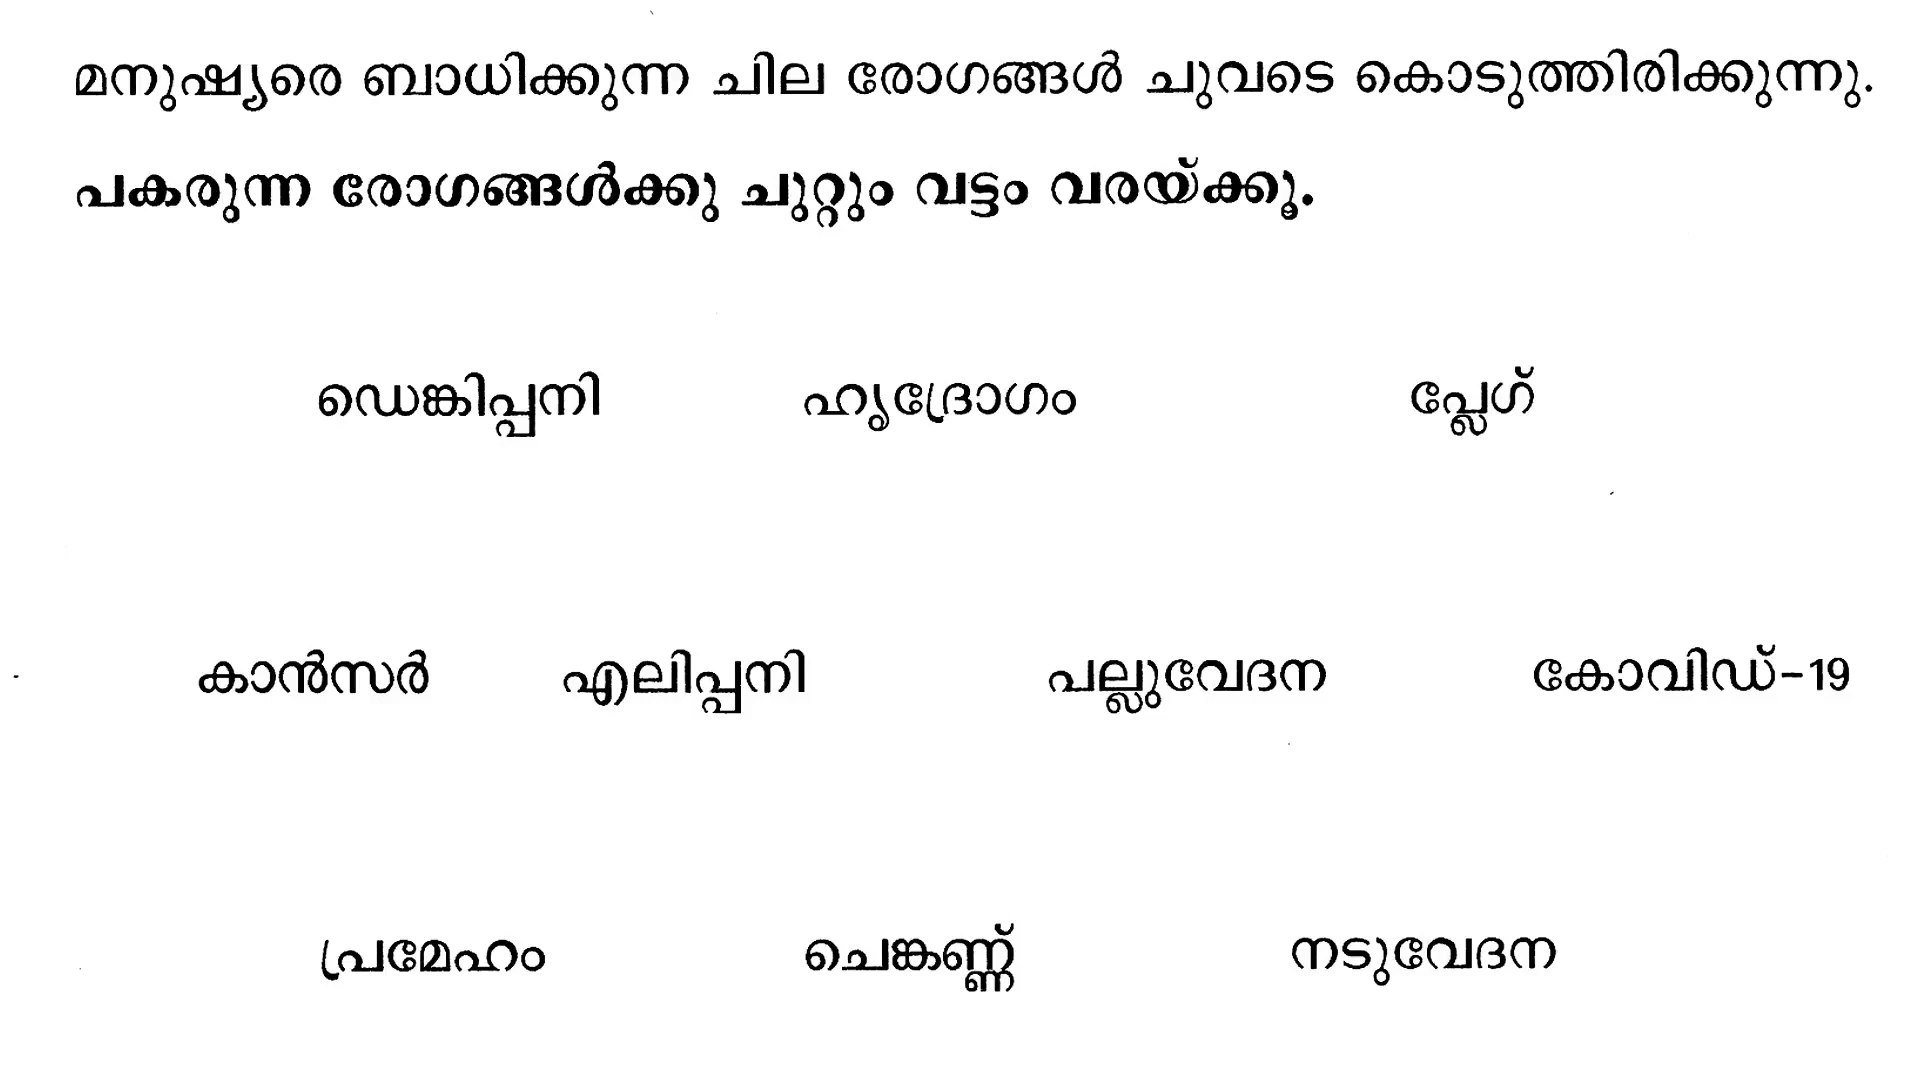 മനുഷ്യരെ ബാധിക്കുന്ന ചില രോഗങ്ങൾ ചുവടെ കൊടുത്തിരിക്കുന്നു.
പകരുന്ന രോഗങ്ങൾക്കു ചുറ്റും വട്ടം വരയ്ക്കൂ.
ഡെങ്കിപ്പനി ഹൃദ്രോഗം പ്ലേഗ്
കാൻസർ എലിപ്പനി പല്ലുവേദന കോവിഡ്-19
പ്രമേഹം ചെങ്കണ്ണ് നടുവേദന